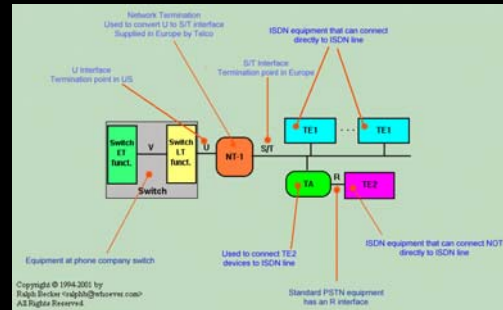 Network Termination
Used to convert U to S/T interface
Supplied in Europe by Telco
ISDN equipment that can connect
directly to ISDN line
U Interface
Termination point in US
S/T Interface
Termination point in Europe
Switch
ET
funct.
V
Switch
LT
funct.
U
NT-1
S/T
TE1
· · ·
TE1
Switch
TA
R
TE2
Equipment at phone company switch
Used to connect TE2
devices to ISDN line
ISDN equipment that can connect NOT
directly to ISDN line
Standard PSTN equipment
has an R interface
Copyright © 1994-2001 by
Ralph Becker <ralphb@whoever.com>
All Rights Reserved